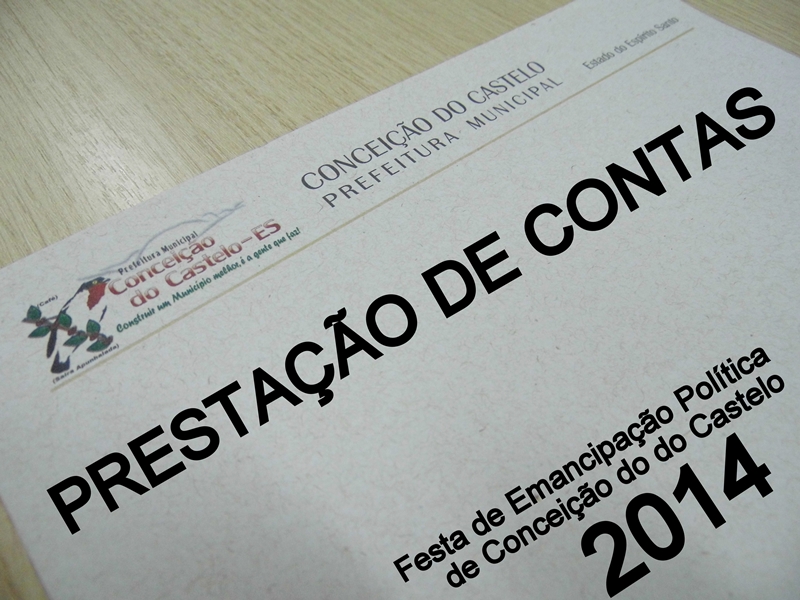 CONCEIÇÃO DO CASTELO
PREFEITURA MUNICIPAL
Estado do Espírito Santo
Prefeitura Municipal
Conceição
do Castelo-ES
Construir um Município melhor, é a gente que faz!
(Café)
PRESTAÇÃO DE CONTAS
Festa de Emancipação Política
de Conceição do do Castelo
2014